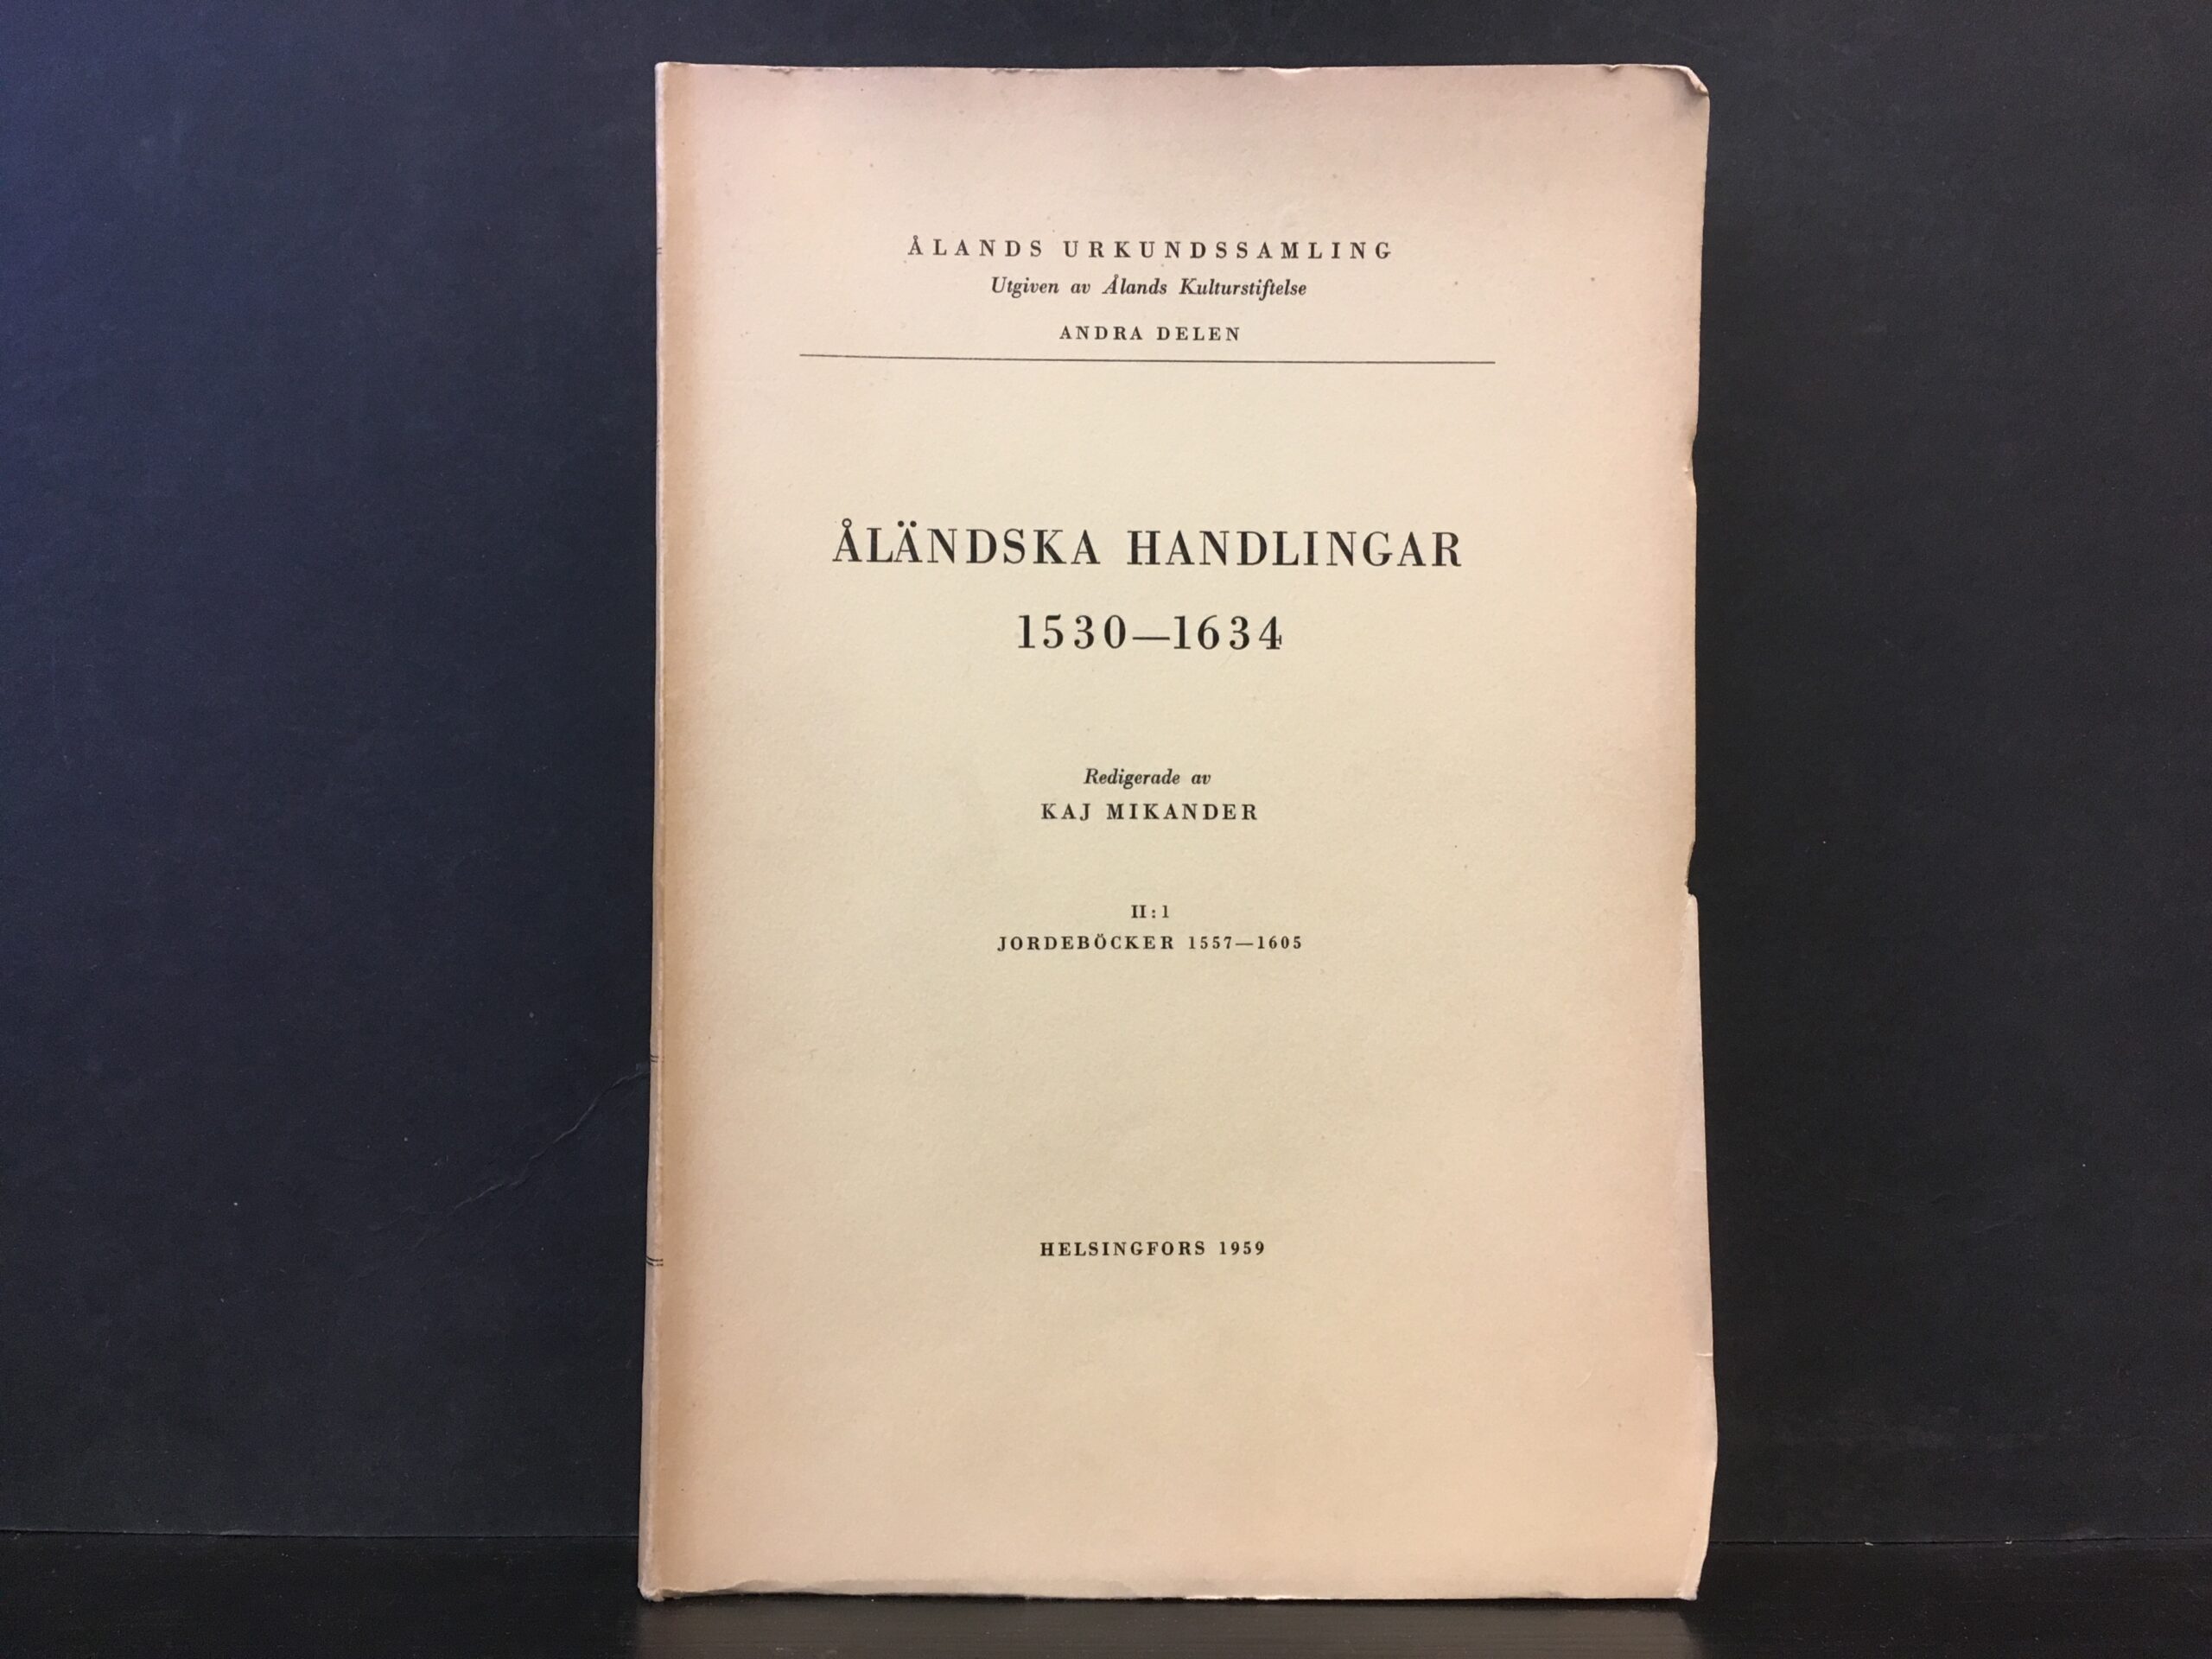 ÅLANDS URKUNDSSAMLING
Utgiven av Ålands Kulturstiftelse
ANDRA DELEN
ÅLÄNDSKA HANDLINGAR
1530—1634
Redigerade av
KAJ MIKANDER
II: 1
JORDEBÖCKER 1557—1605
HELSINGFORS 1959